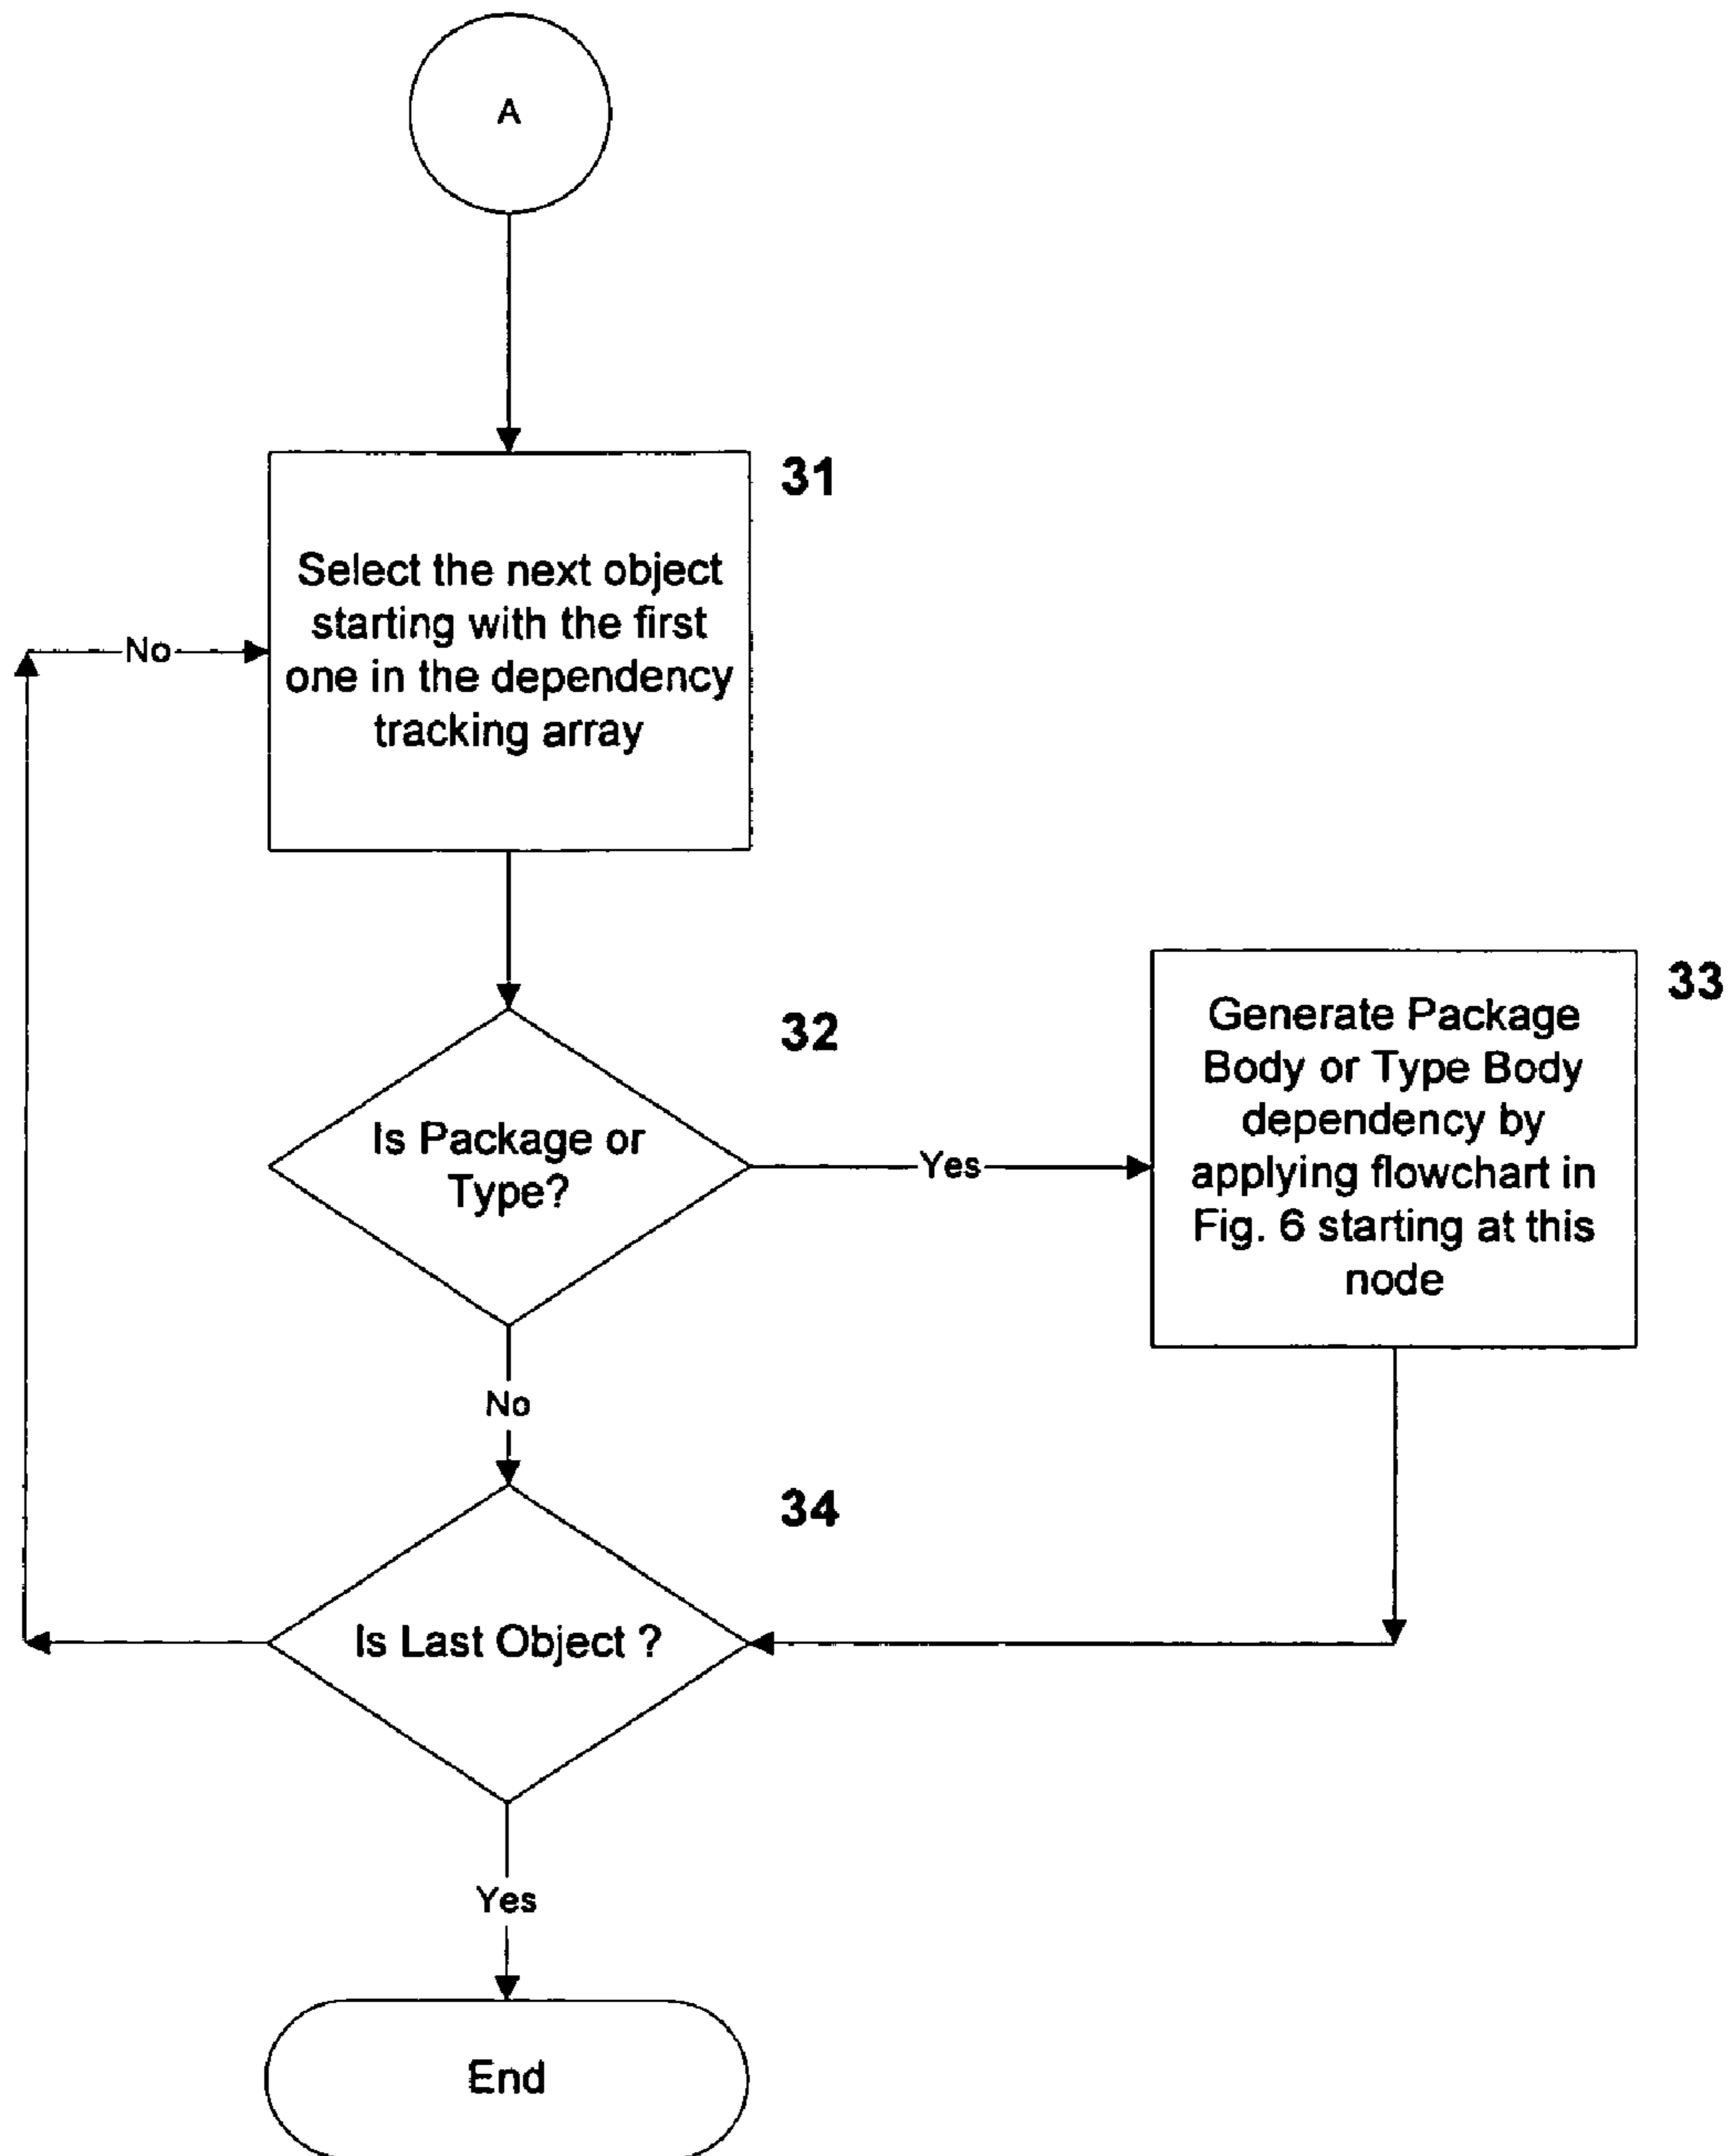 A
31
Select the next object
starting with the first
one in the dependency
tracking array
No
32
Is Package or
Type?
Yes
33
Generate Package
Body or Type Body
dependency by
applying flowchart in
Fig. 6 starting at this
node
No
34
Is Last Object ?
Yes
End